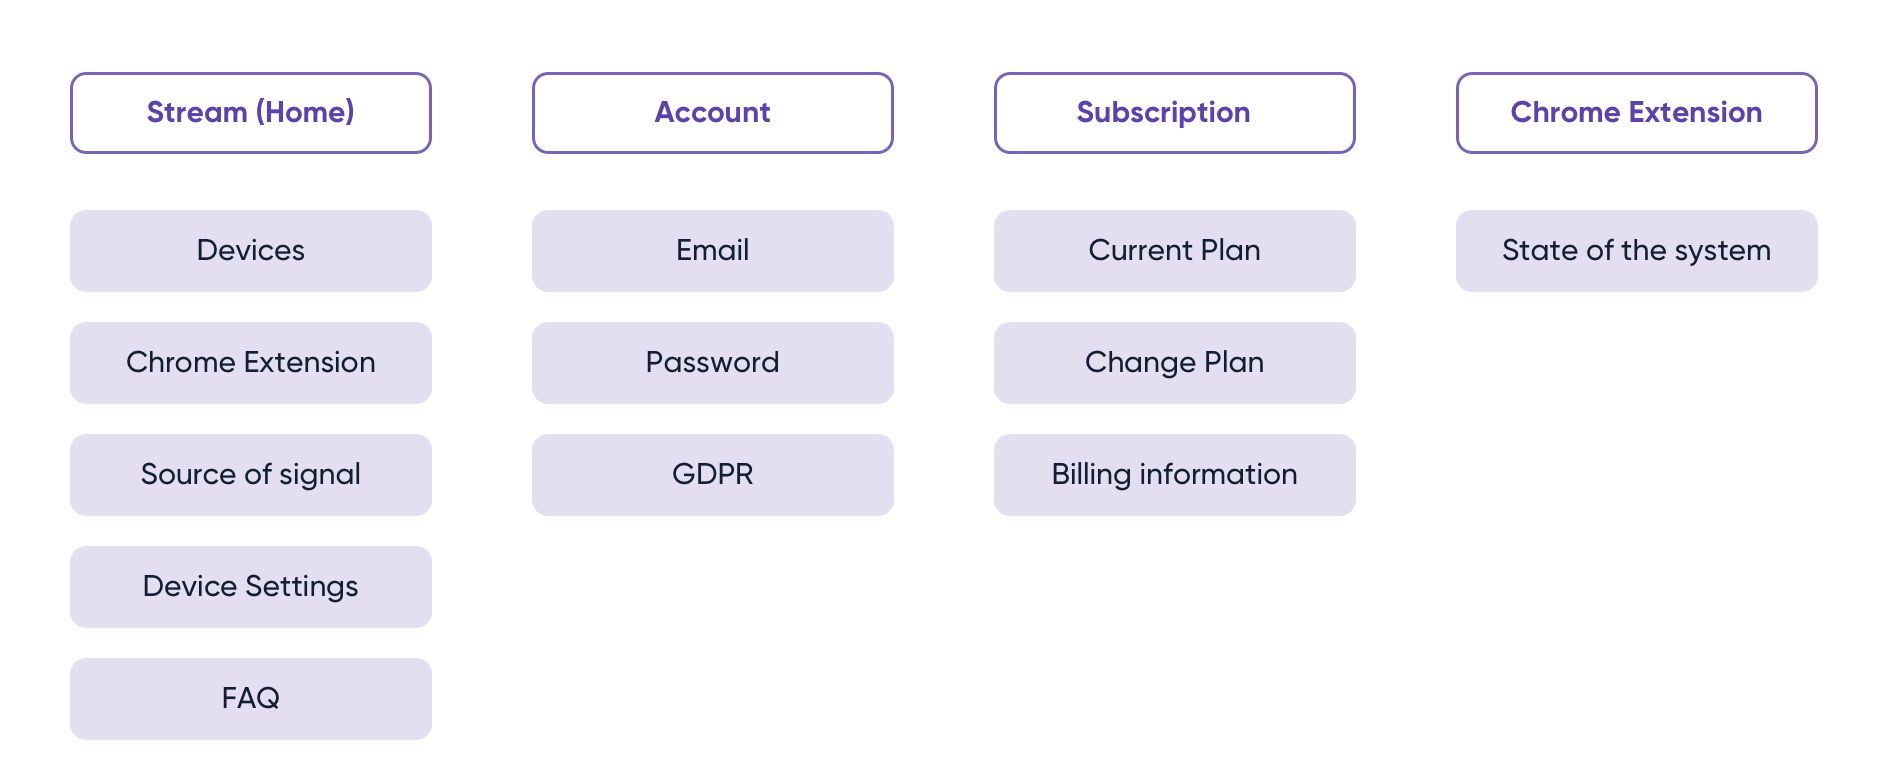 Stream (Home)
Devices
Chrome Extension
Source of signal
Device Settings
FAQ
Account
Email
Password
GDPR
Subscription
Current Plan
Change Plan
Billing information
Chrome Extension
State of the system